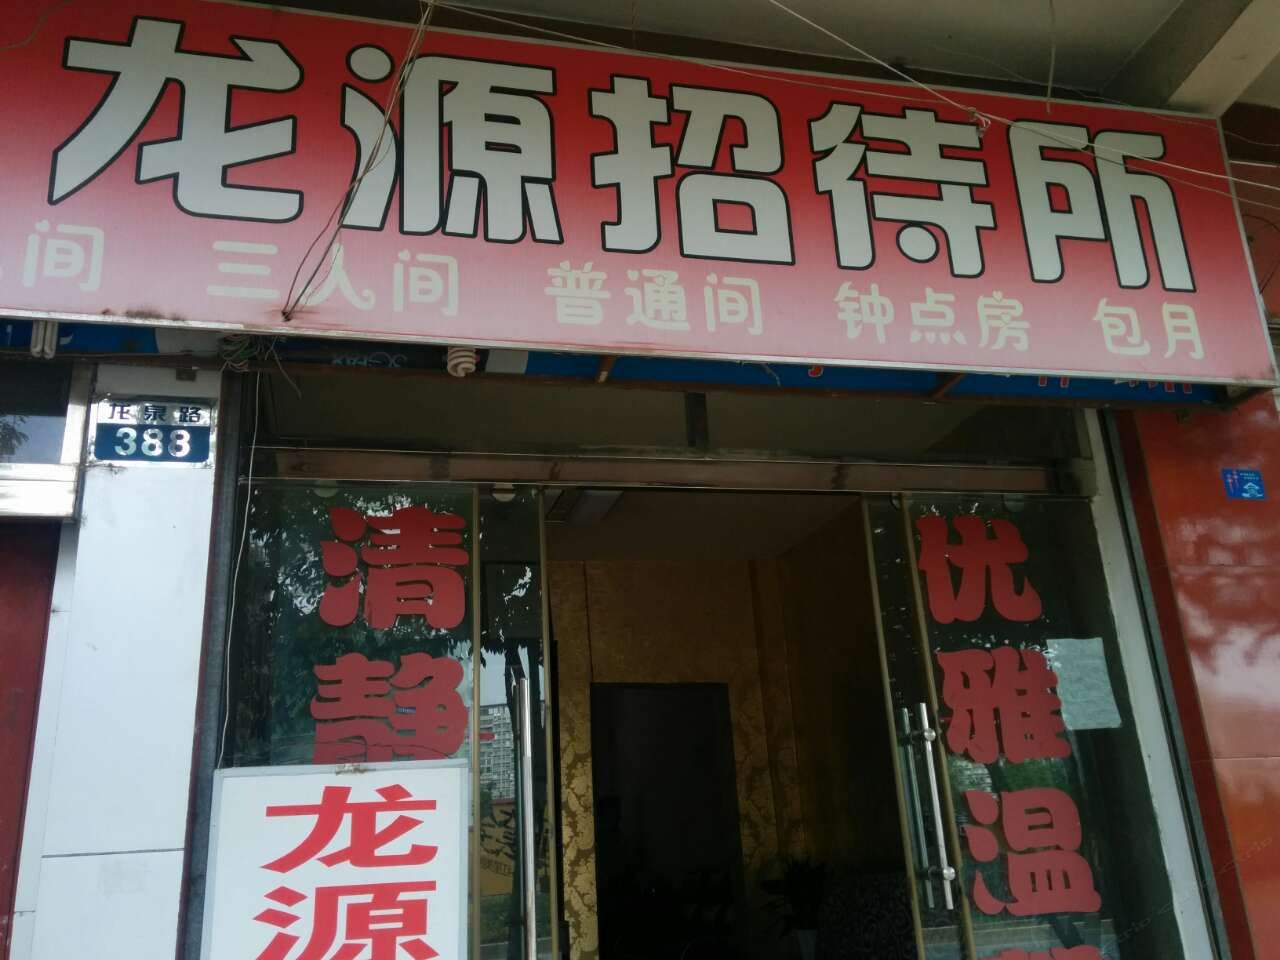 龙源招待所
间 三人间 普通间 钟点房 包月
龙泉路
388
清静
优雅温
龙源